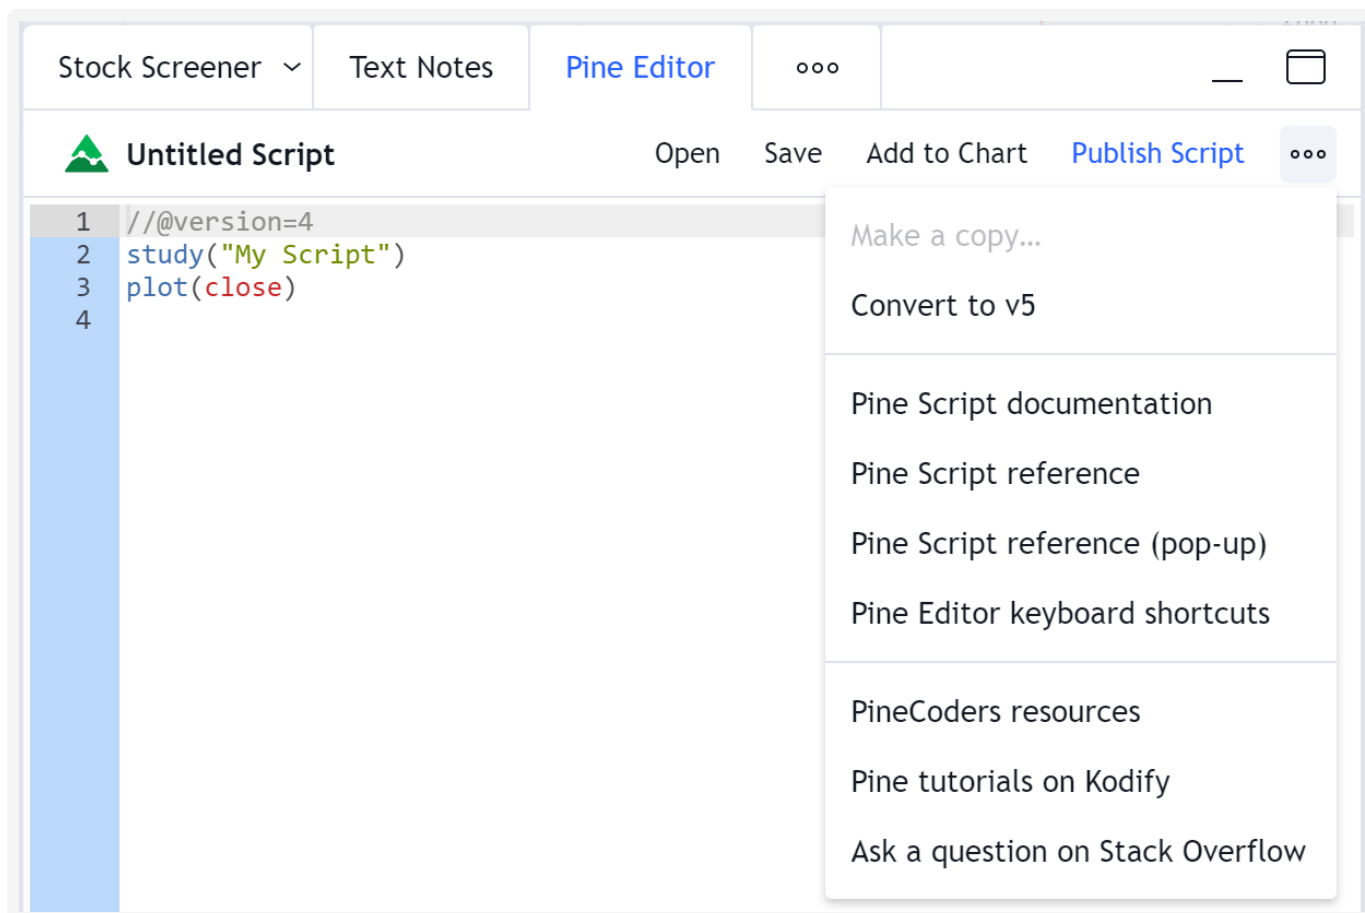 Stock Screener
Text Notes
Pine Editor
Untitled Script
Open
Save
Add to Chart
Publish Script
1 //@version=4
2 study("My Script")
3 plot(close)
4
Make a copy...
Convert to v5
Pine Script documentation
Pine Script reference
Pine Script reference (pop-up)
Pine Editor keyboard shortcuts
PineCoders resources
Pine tutorials on Kodify
Ask a question on Stack Overflow